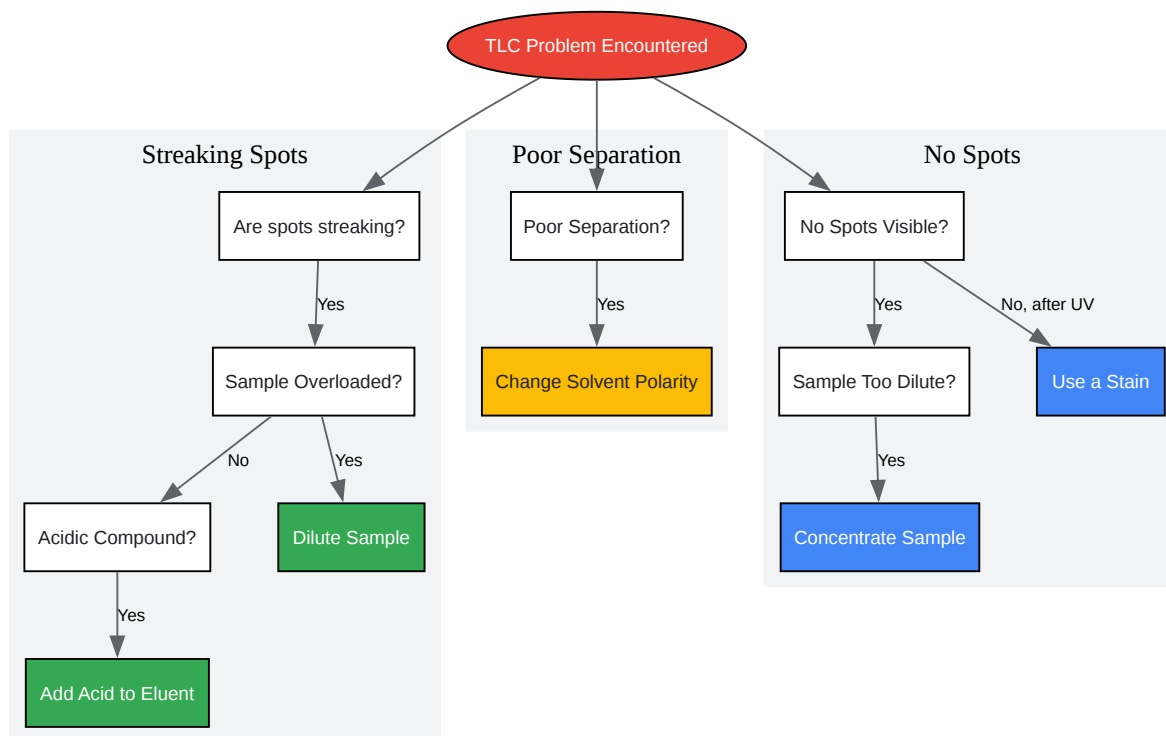 TLC Problem Encountered
Streaking Spots
Poor Separation
No Spots
Are spots streaking?
Poor Separation?
No Spots Visible?
Yes
Yes
Yes
No, after UV
Sample Overloaded?
Change Solvent Polarity
Sample Too Dilute?
Use a Stain
No
Yes
Yes
Acidic Compound?
Dilute Sample
Concentrate Sample
Yes
Add Acid to Eluent